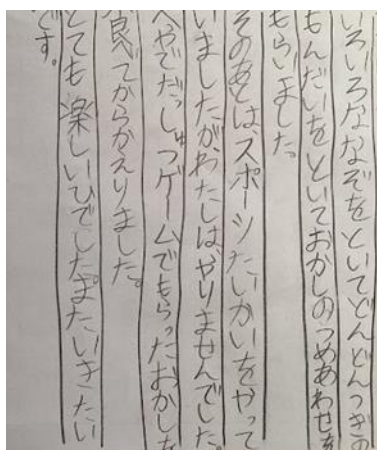 いろいろななぞをといてどんどんつぎの
もんだいをといておかしのつめあわせを
もらいました。
そのあとは、スポーツたいかいをやって
いましたがわたしはやりませんでした。
へやでだっしゅつゲームでもらったおかしを
食べてからかえりました。
とても楽しいひでした。またいきたい
です。